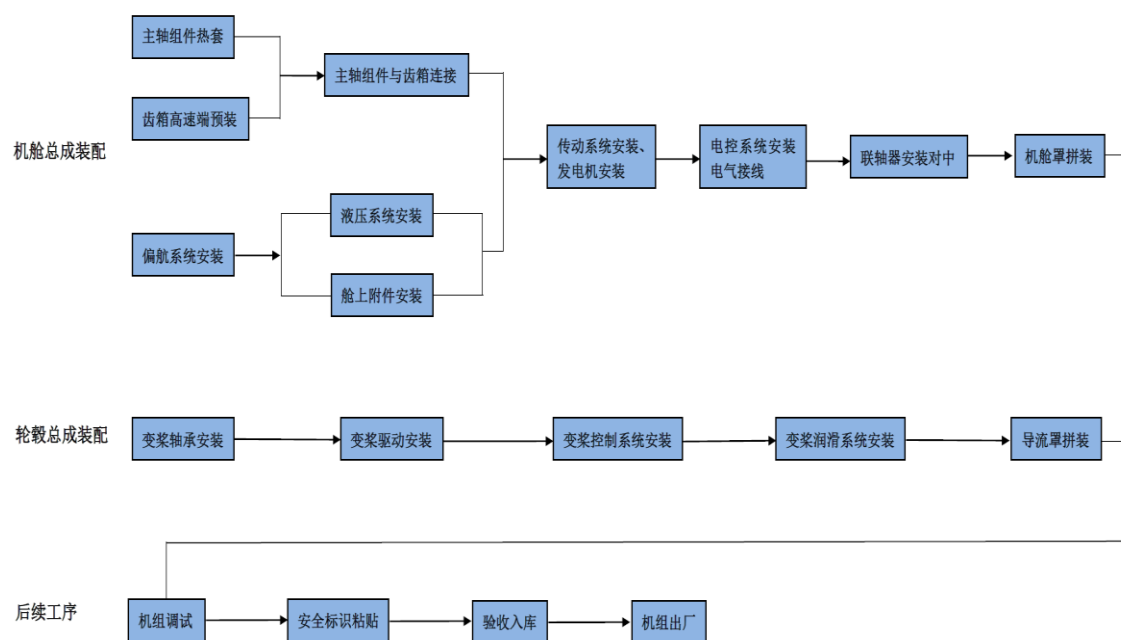 主轴组件热套
齿箱高速端预装
主轴组件与齿箱连接
机舱总成装配
传动系统安装、
发电机安装
电控系统安装
电气接线
联轴器安装对中
机舱罩拼装
偏航系统安装
液压系统安装
舱上附件安装
轮毂总成装配
变桨轴承安装
变桨驱动安装
变桨控制系统安装
变桨润滑系统安装
导流罩拼装
后续工序
机组调试
安全标识粘贴
验收入库
机组出厂